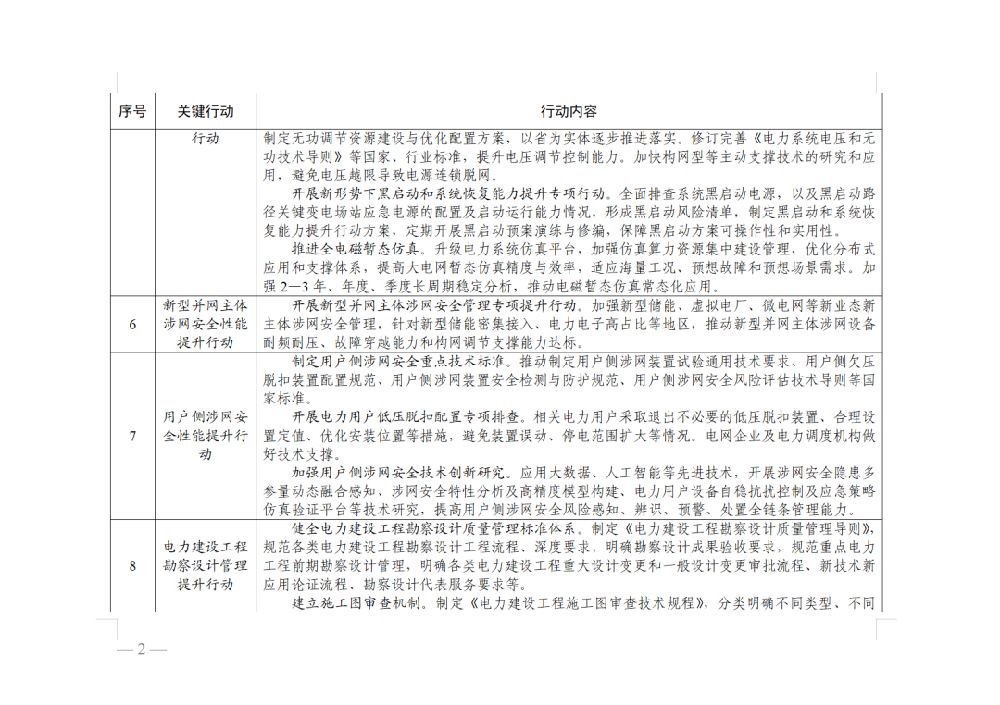 序号 关键行动 行动内容
行动
制定无功调节资源建设与优化配置方案，以省为实体逐步推进落实。修订完善《电力系统电压和无
功技术导则》等国家、行业标准，提升电压调节控制能力。加快构网型等主动支撑技术的研究和应
用，避免电压越限导致电源连锁脱网。
开展新形势下黑启动和系统恢复能力提升专项行动。全面排查系统黑启动电源，以及黑启动路
径关键变电场站应急电源的配置及启动运行能力情况，形成黑启动风险清单，制定黑启动和系统恢
复能力提升行动方案，定期开展黑启动预案演练与修编，保障黑启动方案可操作性和实用性。
推进全电磁暂态仿真。升级电力系统仿真平台，加强仿真算力资源集中建设管理，优化分布式
应用和支撑体系，提高大电网暂态仿真精度与效率，适应海量工况、预想故障和预想场景需求。加
强 2—3 年、年度、季度长周期稳定分析，推动电磁暂态仿真常态化应用。
6
新型并网主体
涉网安全性能
提升行动
开展新型并网主体涉网安全管理专项提升行动。加强新型储能、虚拟电厂、微电网等新业态新
主体涉网安全管理，针对新型储能密集接入、电力电子高占比等地区，推动新型并网主体涉网设备
耐频耐压、故障穿越能力和构网调节支撑能力达标。
7
用户侧涉网安
全性能提升行
动
制定用户侧涉网安全重点技术标准。推动制定用户侧涉网装置试验通用技术要求、用户侧欠压
脱扣装置配置规范、用户侧涉网装置安全检测与防护规范、用户侧涉网安全风险评估技术导则等国
家标准。
开展电力用户低压脱扣配置专项排查。相关电力用户采取退出不必要的低压脱扣装置、合理设
置定值、优化安装位置等措施，避免装置误动、停电范围扩大等情况。电网企业及电力调度机构做
好技术支撑。
加强用户侧涉网安全技术创新研究。应用大数据、人工智能等先进技术，开展涉网安全隐患多
参量动态融合感知、涉网安全特性分析及高精度模型构建、电力用户设备自稳抗扰控制及应急策略
仿真验证平台等技术研究，提高用户侧涉网安全风险感知、辨识、预警、处置全链条管理能力。
8
电力建设工程
勘察设计管理
提升行动
健全电力建设工程勘察设计质量管理标准体系。制定《电力建设工程勘察设计质量管理导则》，
规范各类电力建设工程勘察设计工程流程、深度要求，明确勘察设计成果验收要求，规范重点电力
工程前期勘察设计管理，明确各类电力建设工程重大设计变更和一般设计变更审批流程、新技术新
应用论证流程、勘察设计代表服务要求等。
建立施工图审查机制。制定《电力建设工程施工图审查技术规程》，分类明确不同类型、不同
— 2 —